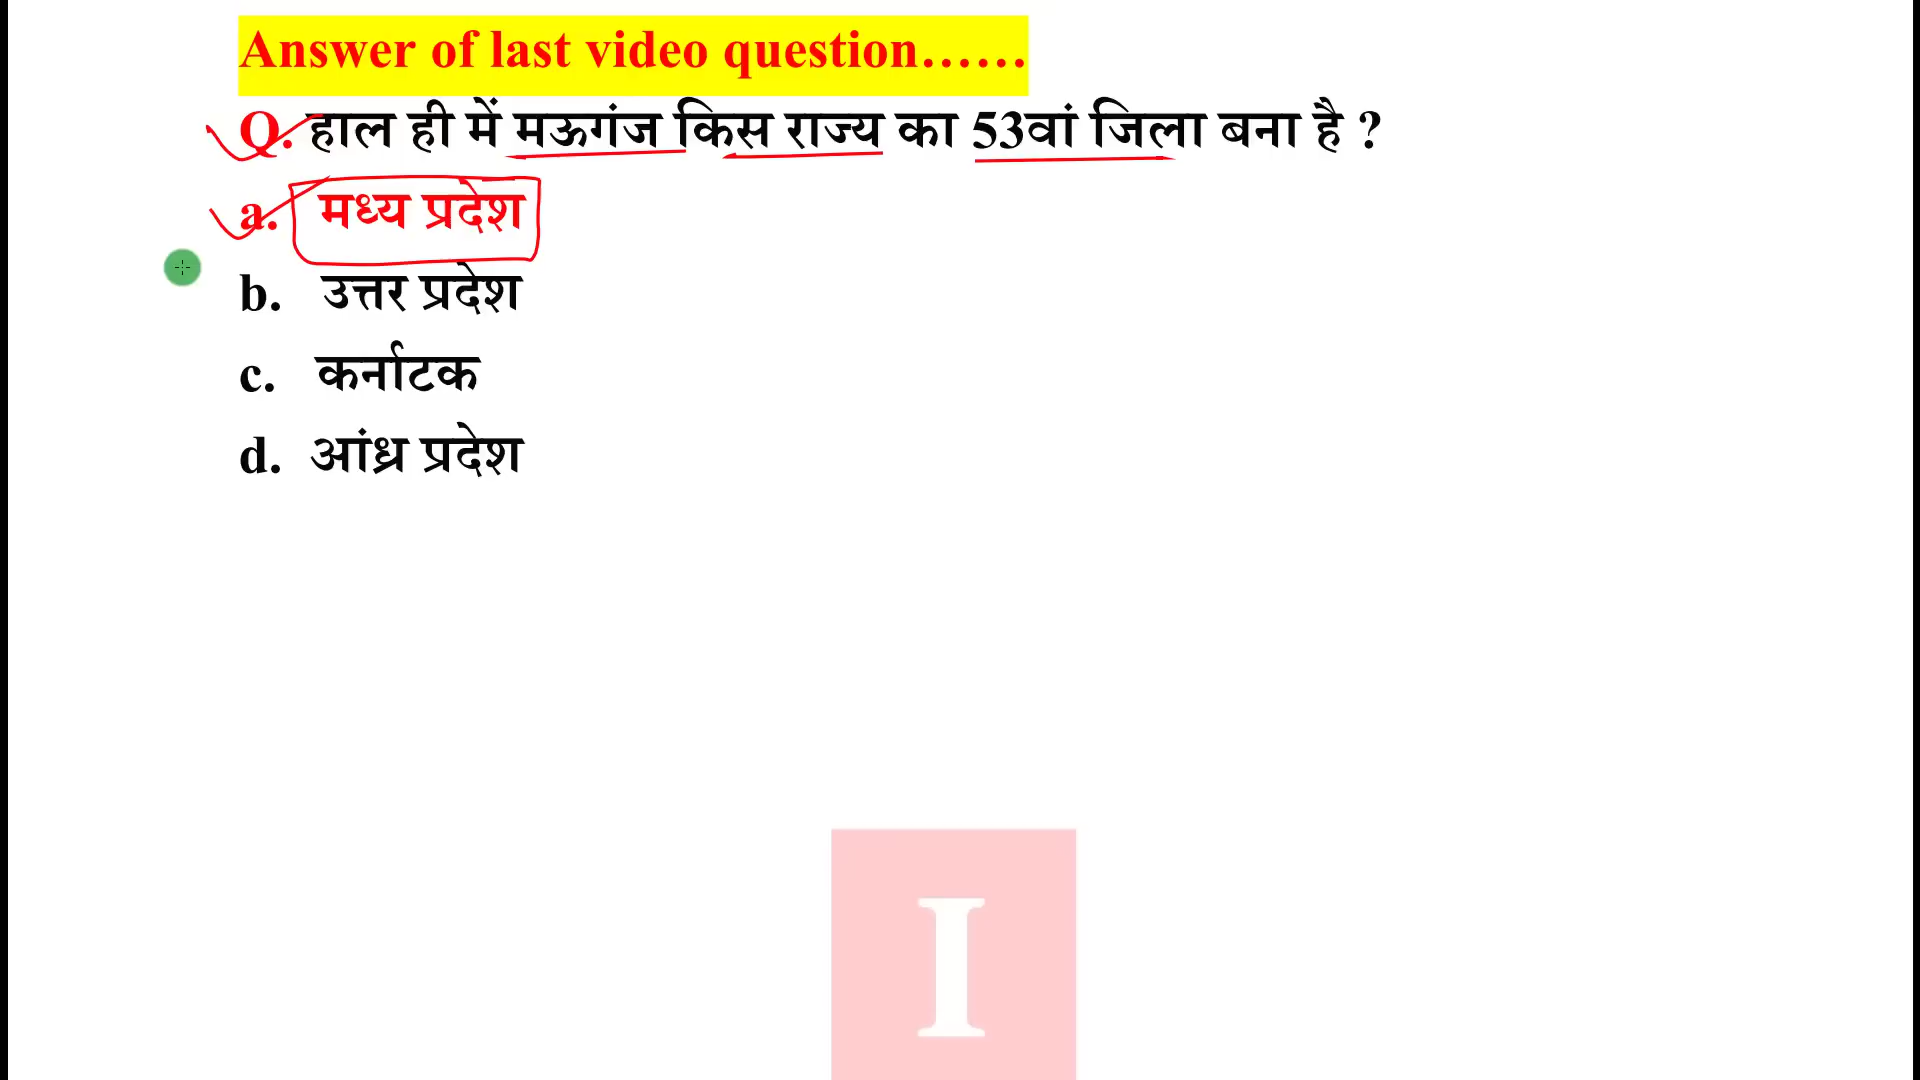 Answer of last video question......
Q. हाल ही में मऊगंज किस राज्य का 53वां जिला बना है ?
a. मध्य प्रदेश
b. उत्तर प्रदेश
c. कर्नाटक
d. आंध्र प्रदेश
I